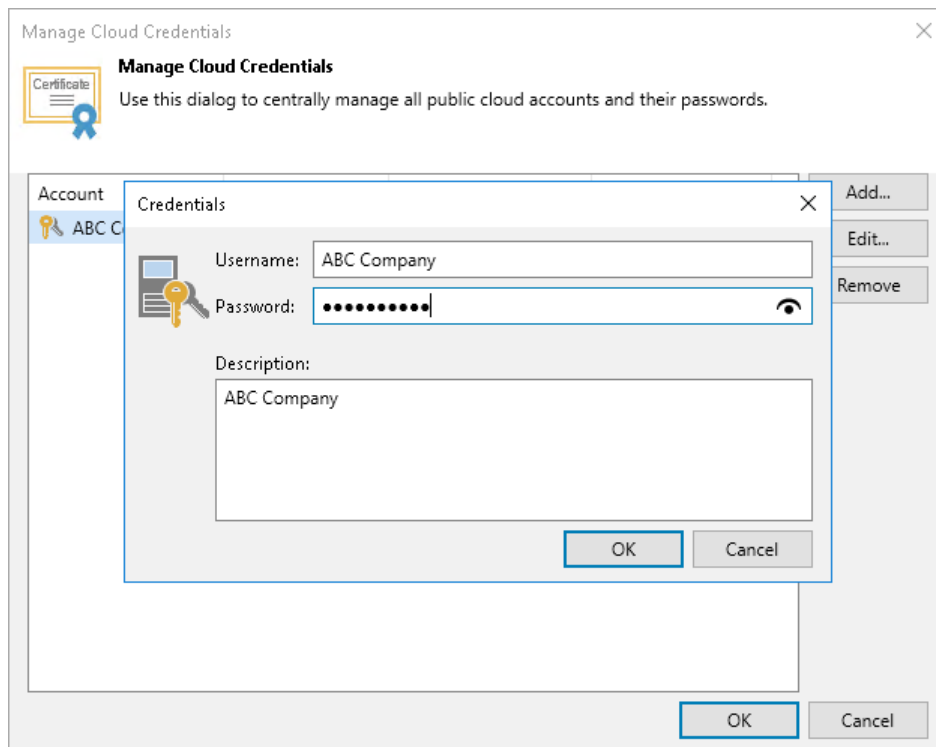 Manage Cloud Credentials
Manage Cloud Credentials
Certificate
Use this dialog to centrally manage all public cloud accounts and their passwords.
Account
Add...
ABC C
Edit...
Remove
Credentials
Username: ABC Company
Password: ••••••••••
Description:
ABC Company
OK Cancel
OK Cancel